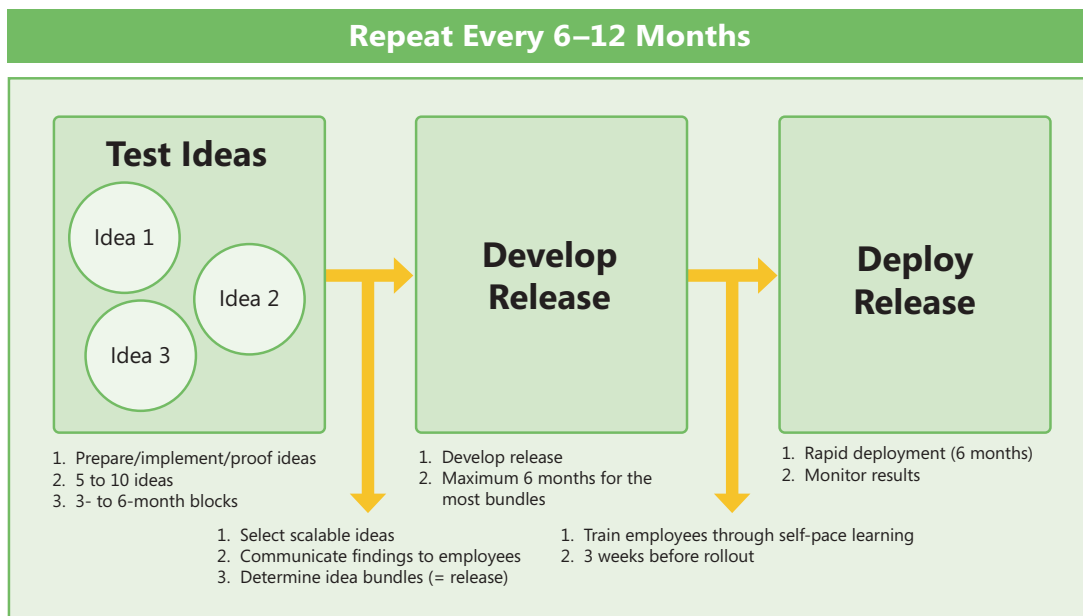 Repeat Every 6–12 Months
Test Ideas
Idea 1
Idea 2
Idea 3
1. Prepare/implement/proof ideas
2. 5 to 10 ideas
3. 3- to 6-month blocks
1. Select scalable ideas
2. Communicate findings to employees
3. Determine idea bundles (= release)
Develop
Release
1. Develop release
2. Maximum 6 months for the
most bundles
1. Train employees through self-pace learning
2. 3 weeks before rollout
Deploy
Release
1. Rapid deployment (6 months)
2. Monitor results